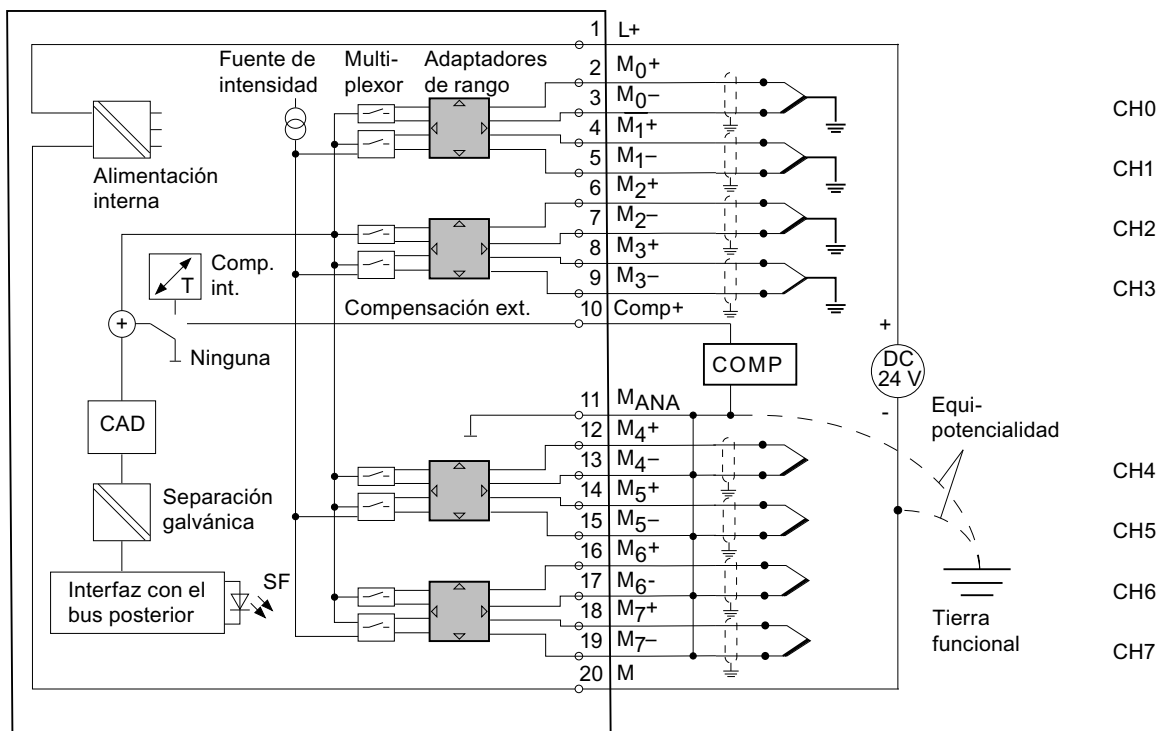 1 L+
Fuente de
intensidad
Multi-
plexor
Adaptadores
de rango
2 M0+
3 M0−
4 M1+
5 M1−
6 M2+
7 M2−
8 M3+
9 M3−
10 Comp+
CH0
CH1
CH2
CH3
Alimentación
interna
T
Comp.
int.
Compensación ext.
+
Ninguna
COMP
+
DC
24 V
-
Equi-
potencialidad
CAD
11 MANA
12 M4+
13 M4−
14 M5+
15 M5−
16 M6+
17 M6-
18 M7+
19 M7−
20 M
CH4
CH5
CH6
CH7
Separación
galvánica
Interfaz con el
bus posterior
SF
Tierra
funcional